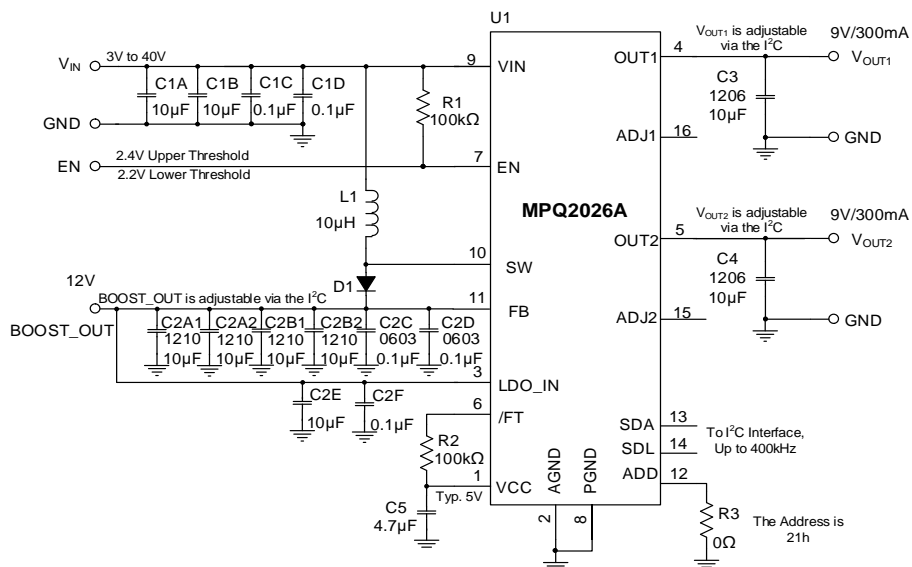 U1
V_IN
3V to 40V
C1A
10µF
C1B
10µF
C1C
0.1µF
C1D
0.1µF
GND
R1
100kΩ
EN
2.4V Upper Threshold
2.2V Lower Threshold
L1
10µH
D1
12V
BOOST_OUT is adjustable via the I²C
BOOST_OUT
C2A1
1210
10µF
C2A2
1210
10µF
C2B1
1210
10µF
C2B2
1210
10µF
C2C
0603
0.1µF
C2D
0603
0.1µF
C2E
10µF
C2F
0.1µF
R2
100kΩ
Typ. 5V
C5
4.7µF
MPQ2026A
9
VIN
7
EN
10
SW
11
FB
3
LDO_IN
6
/FT
1
VCC
2
AGND
8
PGND
OUT1
4
V_OUT1 is adjustable
via the I²C
9V/300mA
V_OUT1
C3
1206
10µF
GND
ADJ1
16
OUT2
5
V_OUT2 is adjustable
via the I²C
9V/300mA
V_OUT2
C4
1206
10µF
GND
ADJ2
15
SDA
13
SDL
14
To I²C Interface,
Up to 400kHz
ADD
12
R3
0Ω
The Address is
21h